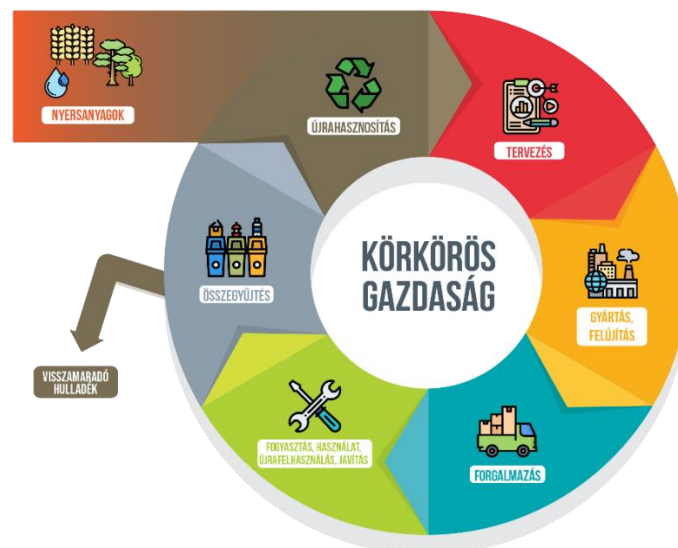 NYERSANYAGOK
ÚJRAHASZNOSÍTÁS
TERVEZÉS
GYÁRTÁS,
FELÚJÍTÁS
FORGALMAZÁS
FOGYASZTÁS, HASZNÁLAT,
ÚJRAFELHASZNÁLÁS, JAVÍTÁS
ÖSSZEGYŰJTÉS
VISSZAMARADÓ
HULLADÉK
KÖRKÖRÖS
GAZDASÁG